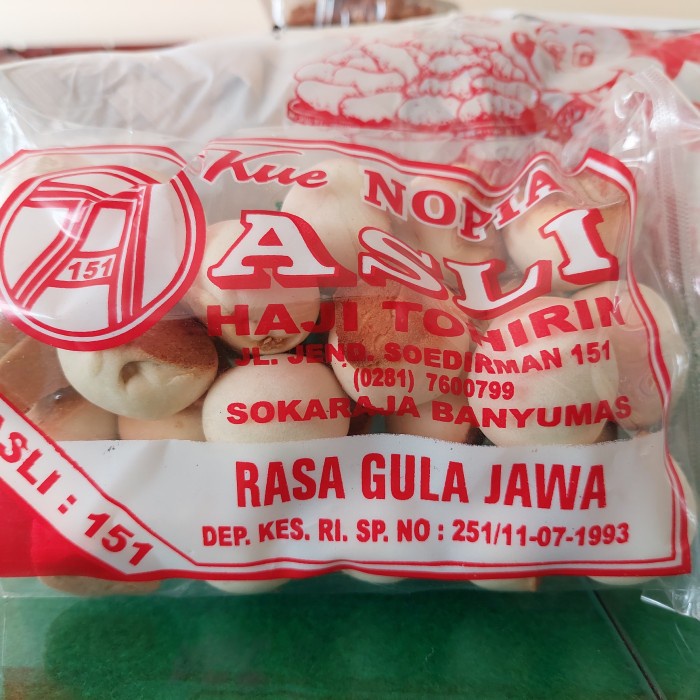 Kue NOPIA
ASLI
HAJI TOHIRIN
JL. JEND. SOEDIRMAN 151
(0281) 7600799
SOKARAJA BANYUMAS
RASA GULA JAWA
DEP. KES. RI. SP. NO : 251/11-07-1993
A 151
ASLI : 151